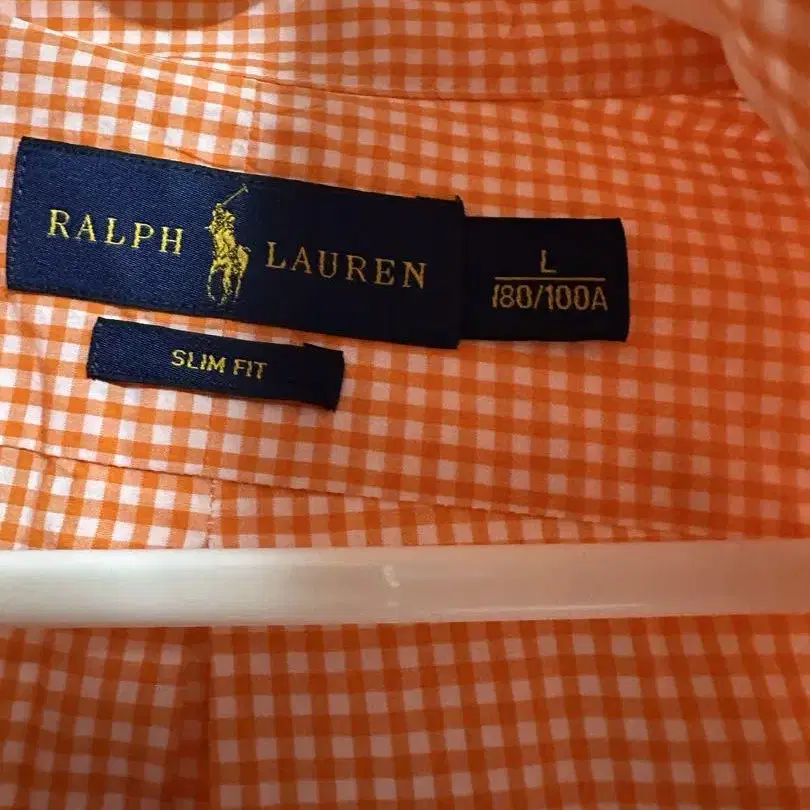 RALPH LAUREN
L
180/100A
SLIM FIT